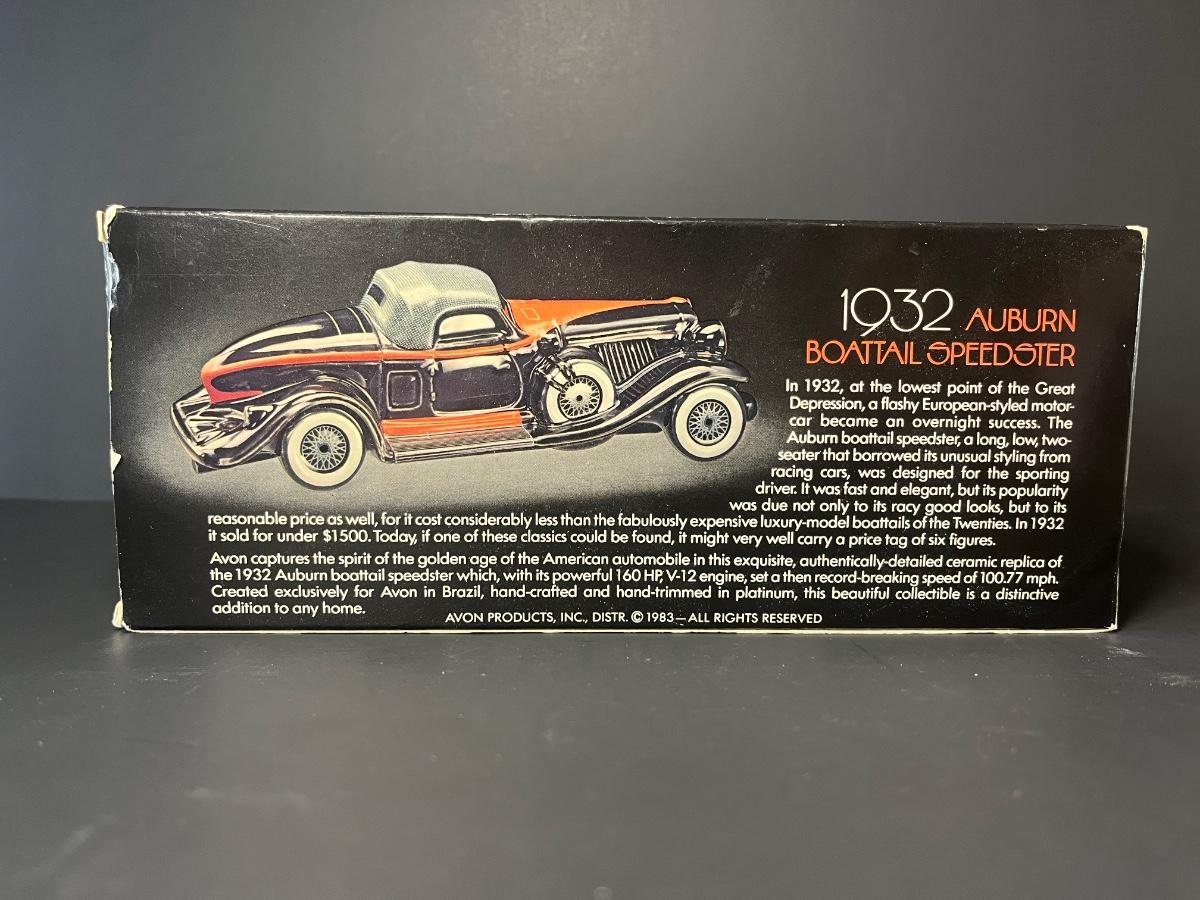 1932 AUBURN
BOATTAIL SPEEDSTER
In 1932, at the lowest point of the Great
Depression, a flashy European-styled motor-
car became an overnight success. The
Auburn boattail speedster, a long, low, two-
seater that borrowed its unusual styling from
racing cars, was designed for the sporting
driver. It was fast and elegant, but its popularity
was due not only to its racy good looks, but to its
reasonable price as well, for it cost considerably less than the fabulously expensive luxury-model boattails of the Twenties. In 1932
it sold for under $1500. Today, if one of these classics could be found, it might very well carry a price tag of six figures.
Avon captures the spirit of the golden age of the American automobile in this exquisite, authentically-detailed ceramic replica of
the 1932 Auburn boattail speedster which, with its powerful 160 HP, V-12 engine, set a then record-breaking speed of 100.77 mph.
Created exclusively for Avon in Brazil, hand-crafted and hand-trimmed in platinum, this beautiful collectible is a distinctive
addition to any home.
AVON PRODUCTS, INC., DISTR. © 1983—ALL RIGHTS RESERVED